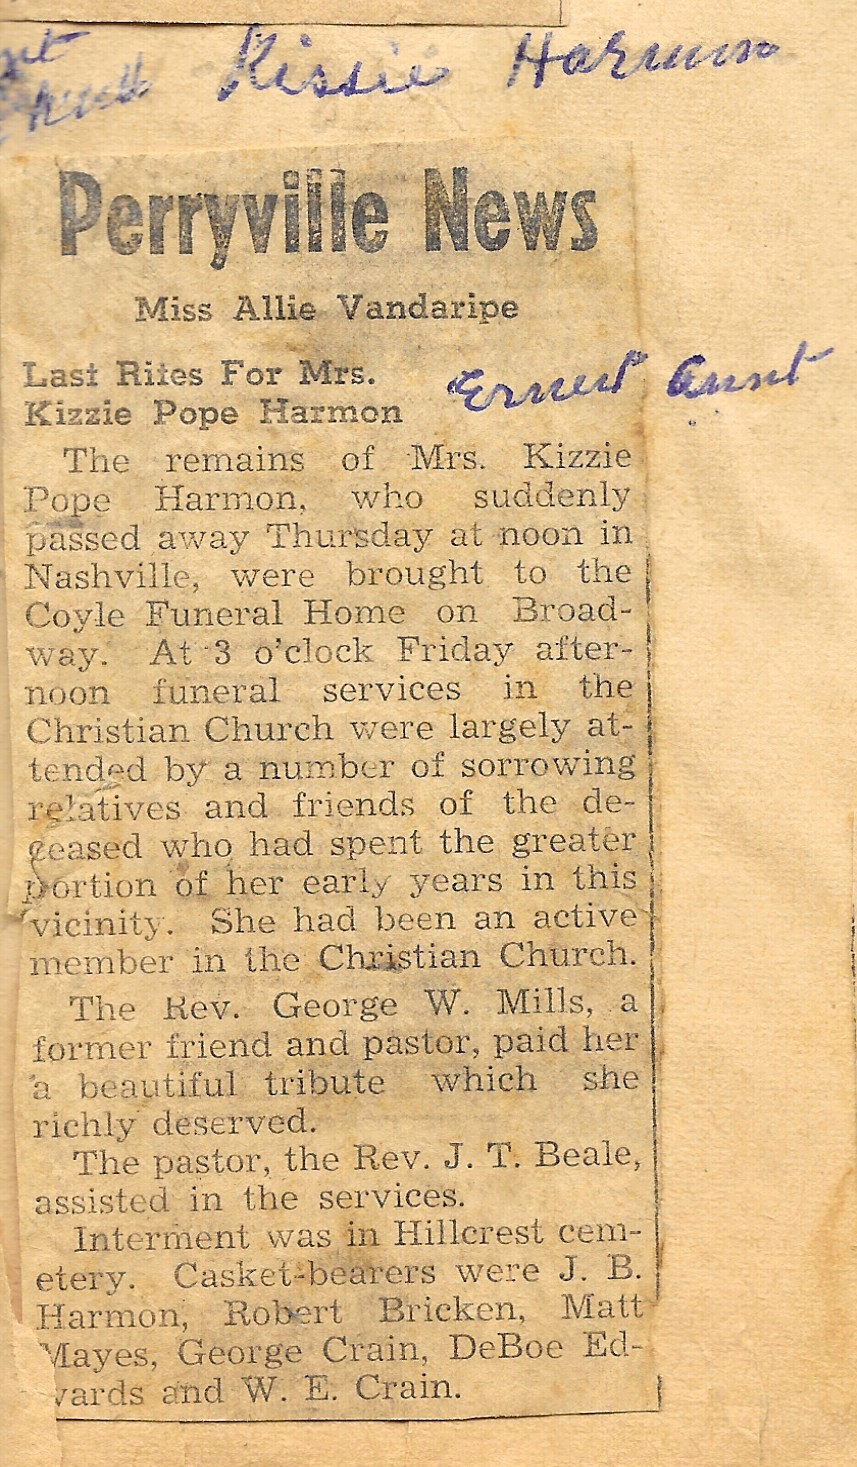 Kissie Harmon
Perryville News
Miss Allie Vandaripe
Last Rites For Mrs.
Kizzie Pope Harmon
Ernest Aunt
The remains of Mrs. Kizzie
Pope Harmon, who suddenly
passed away Thursday at noon in
Nashville, were brought to the
Coyle Funeral Home on Broad-
way. At 3 o'clock Friday after-
noon funeral services in the
Christian Church were largely at-
tended by a number of sorrowing
relatives and friends of the de-
ceased who had spent the greater
portion of her early years in this
vicinity. She had been an active
member in the Christian Church.
The Rev. George W. Mills, a
former friend and pastor, paid her
a beautiful tribute which she
richly deserved.
The pastor, the Rev. J. T. Beale,
assisted in the services.
Interment was in Hillcrest cem-
etery. Casket-bearers were J. B.
Harmon, Robert Bricken, Matt
Mayes, George Crain, DeBoe Ed-
wards and W. E. Crain.